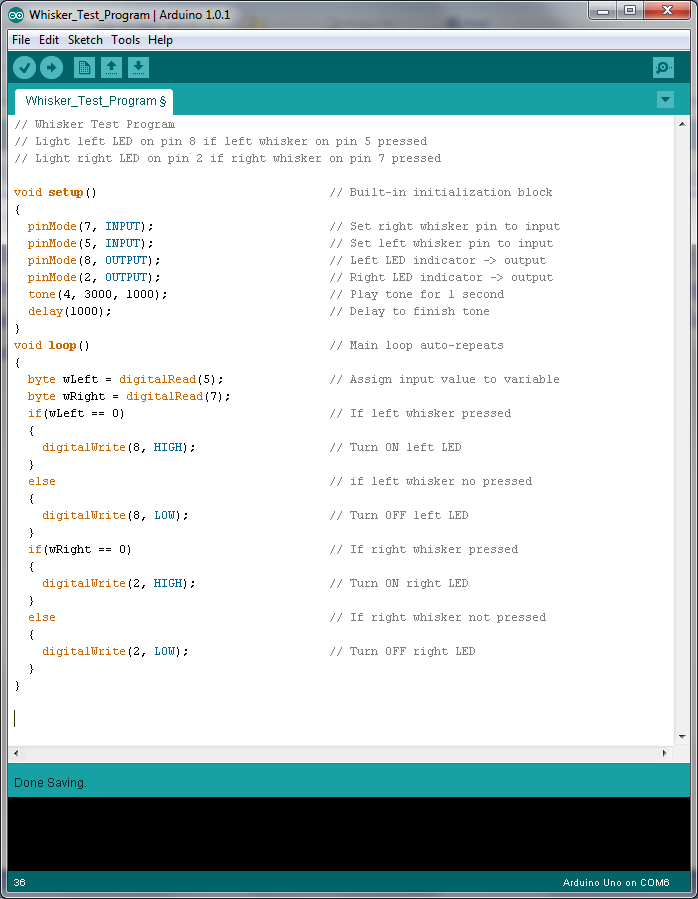 Whisker_Test_Program | Arduino 1.0.1
File Edit Sketch Tools Help
Whisker_Test_Program §
// Whisker Test Program
// Light left LED on pin 8 if left whisker on pin 5 pressed
// Light right LED on pin 2 if right whisker on pin 7 pressed
void setup() // Built-in initialization block
{
pinMode(7, INPUT); // Set right whisker pin to input
pinMode(5, INPUT); // Set left whisker pin to input
pinMode(8, OUTPUT); // Left LED indicator -> output
pinMode(2, OUTPUT); // Right LED indicator -> output
tone(4, 3000, 1000); // Play tone for 1 second
delay(1000); // Delay to finish tone
}
void loop() // Main loop auto-repeats
{
byte wLeft = digitalRead(5); // Assign input value to variable
byte wRight = digitalRead(7);
if(wLeft == 0) // If left whisker pressed
{
digitalWrite(8, HIGH); // Turn ON left LED
}
else // if left whisker no pressed
{
digitalWrite(8, LOW); // Turn OFF left LED
}
if(wRight == 0) // If right whisker pressed
{
digitalWrite(2, HIGH); // Turn ON right LED
}
else // If right whisker not pressed
{
digitalWrite(2, LOW); // Turn OFF right LED
}
}
Done Saving.
36 Arduino Uno on COM6